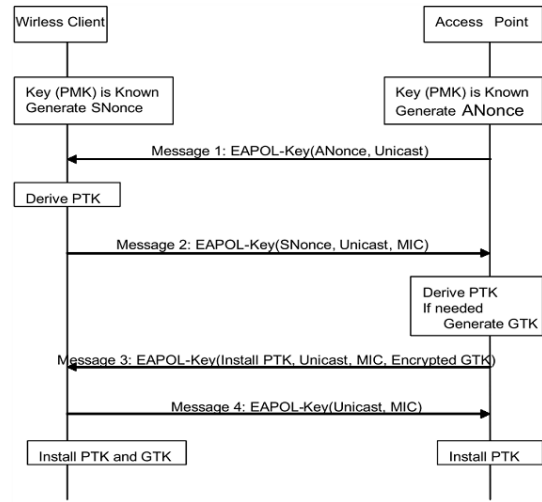 Wirless Client
Access Point
Key (PMK) is Known
Generate SNonce
Key (PMK) is Known
Generate ANonce
Message 1: EAPOL-Key(ANonce, Unicast)
Derive PTK
Message 2: EAPOL-Key(SNonce, Unicast, MIC)
Derive PTK
If needed
Generate GTK
Message 3: EAPOL-Key(Install PTK, Unicast, MIC, Encrypted GTK)
Message 4: EAPOL-Key(Unicast, MIC)
Install PTK and GTK
Install PTK